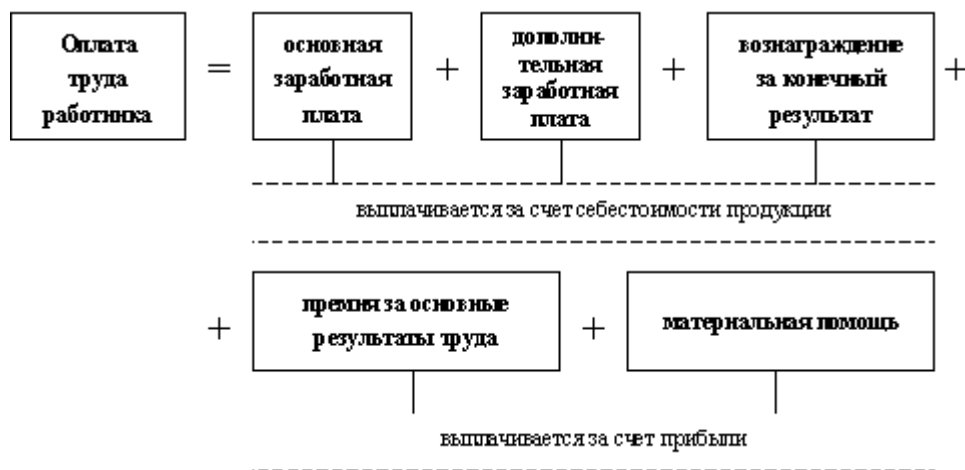 Оплата
труда
работника
=
основная
заработная
плата
+
дополни-
тельная
заработная
плата
+
вознаграждение
за конечный
результат
+
выплачивается за счет себестоимости продукции
+
премия за основные
результаты труда
+
материальная помощь
выплачивается за счет прибыли